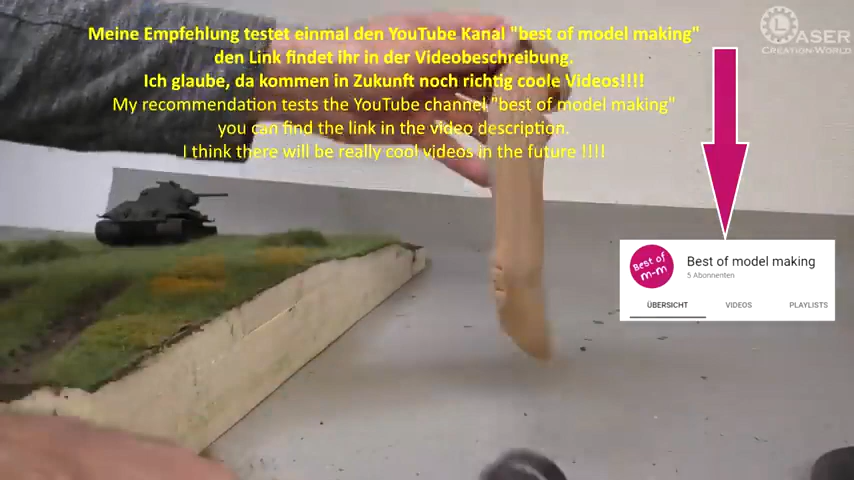 Meine Empfehlung testet einmal den YouTube Kanal "best of model making"
den Link findet ihr in der Videobeschreibung.
Ich glaube, da kommen in Zukunft noch richtig coole Videos!!!!
My recommendation tests the YouTube channel "best of model making"
you can find the link in the video description.
I think there will be really cool videos in the future !!!!
LASER
CREATION-WORLD
Best of
m-m
Best of model making
5 Abonnenten
ÜBERSICHT VIDEOS PLAYLISTS